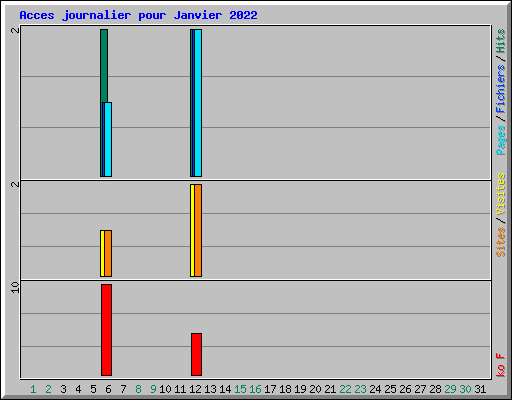 Acces journalier pour Janvier 2022
2
2
10
Pages/Fichiers/Hits
Sites/Visites
ko F
1 2 3 4 5 6 7 8 9 10 11 12 13 14 15 16 17 18 19 20 21 22 23 24 25 26 27 28 29 30 31